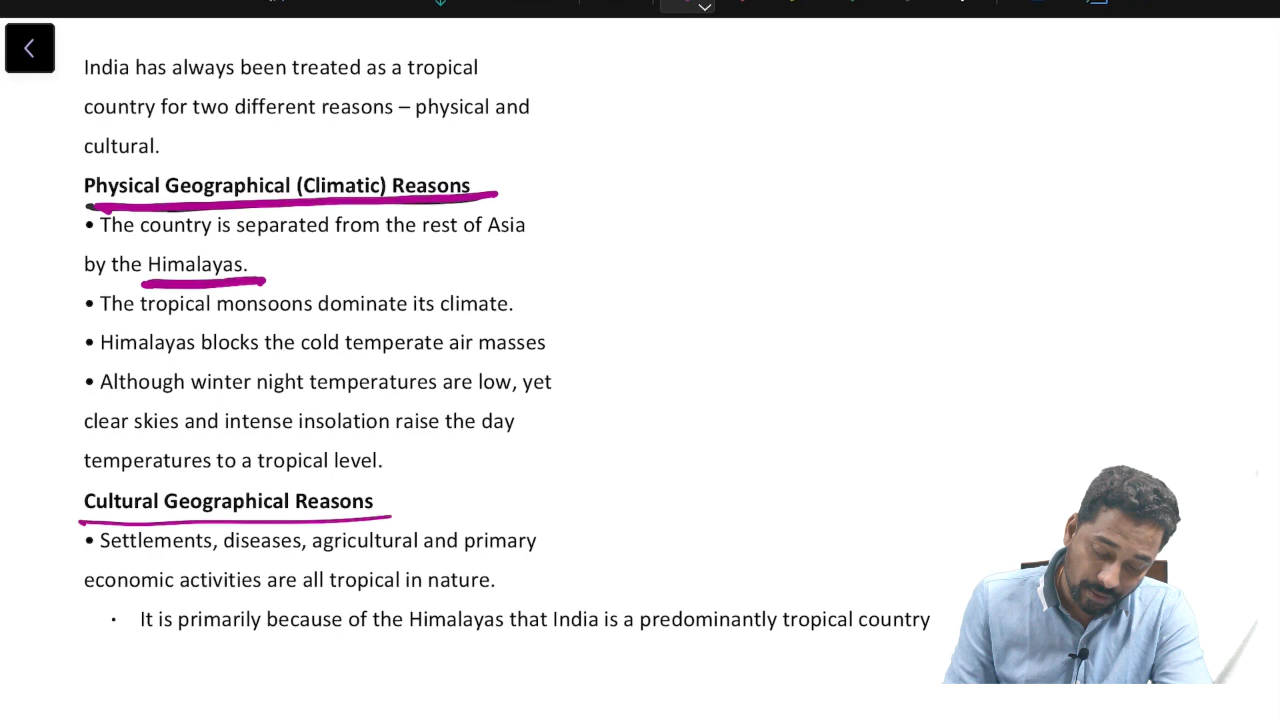 India has always been treated as a tropical
country for two different reasons – physical and
cultural.
Physical Geographical (Climatic) Reasons
• The country is separated from the rest of Asia
by the Himalayas.
• The tropical monsoons dominate its climate.
• Himalayas blocks the cold temperate air masses
• Although winter night temperatures are low, yet
clear skies and intense insolation raise the day
temperatures to a tropical level.
Cultural Geographical Reasons
• Settlements, diseases, agricultural and primary
economic activities are all tropical in nature.
· It is primarily because of the Himalayas that India is a predominantly tropical country